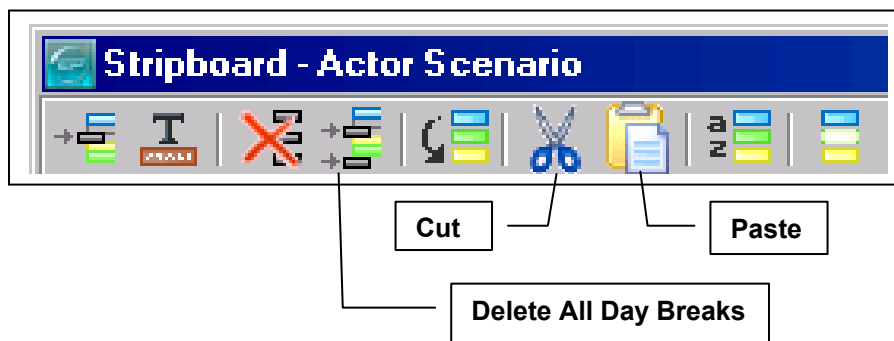 Stripboard - Actor Scenario
T
a
z
Cut
Paste
Delete All Day Breaks